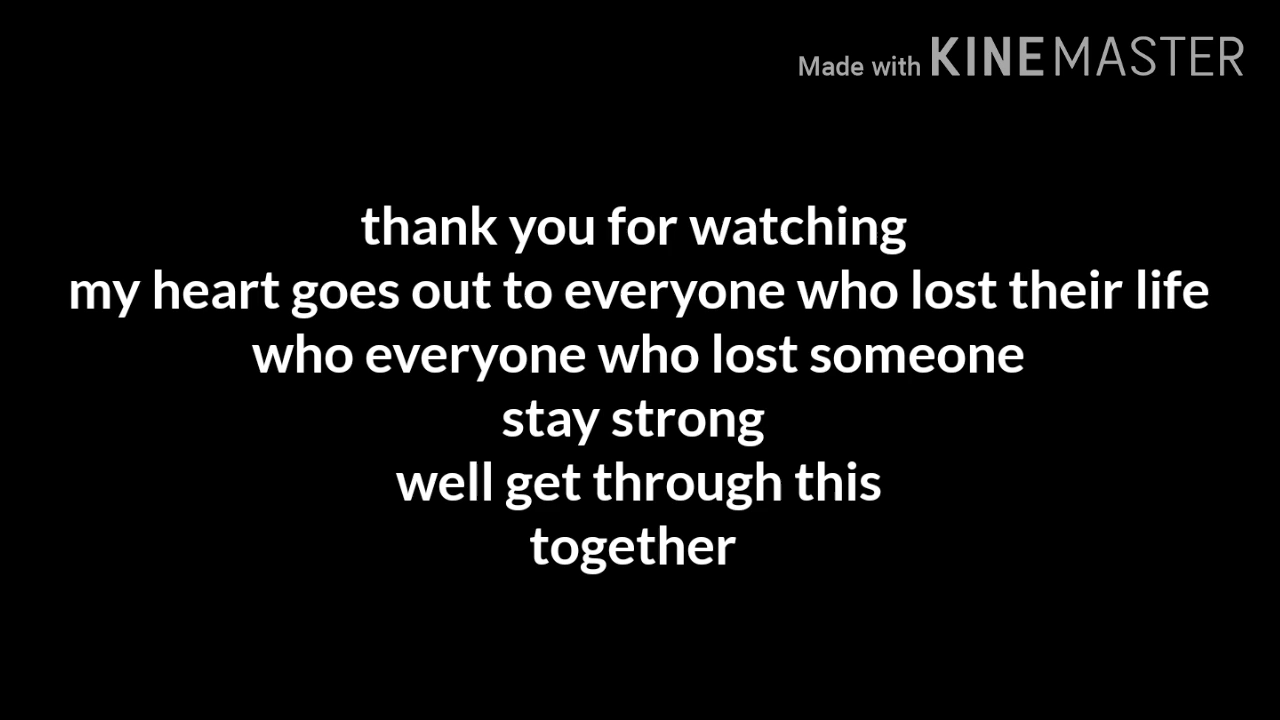 Made with KINEMASTER
thank you for watching
my heart goes out to everyone who lost their life
who everyone who lost someone
stay strong
well get through this
together